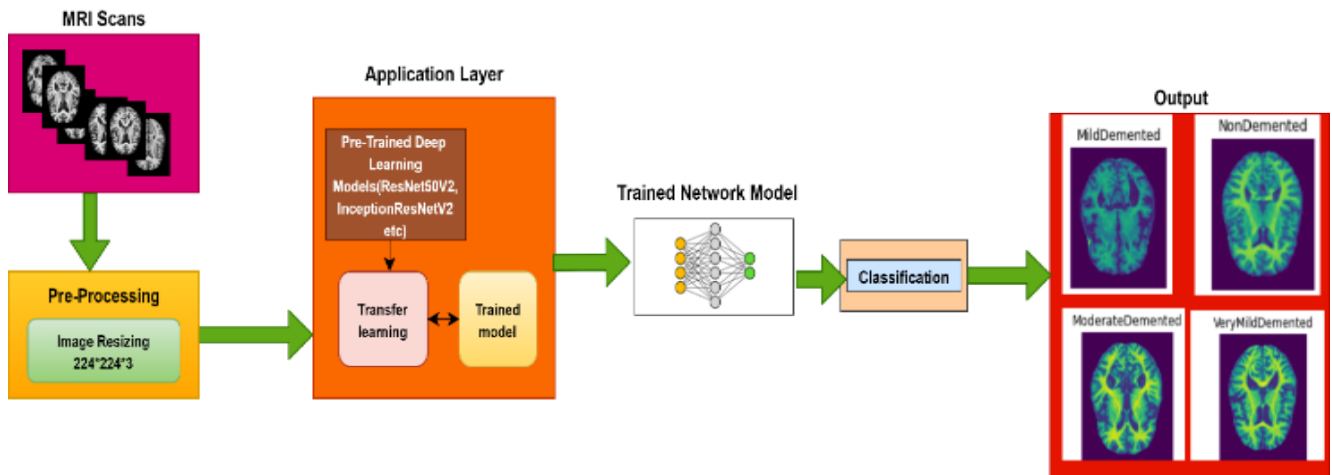 MRI Scans
Pre-Processing
Image Resizing
224*224*3
Application Layer
Pre-Trained Deep
Learning
Models(ResNet50V2,
InceptionResNetV2
etc)
Transfer
learning
Trained
model
Trained Network Model
Classification
Output
MildDemented
NonDemented
ModerateDemented
VeryMildDemented